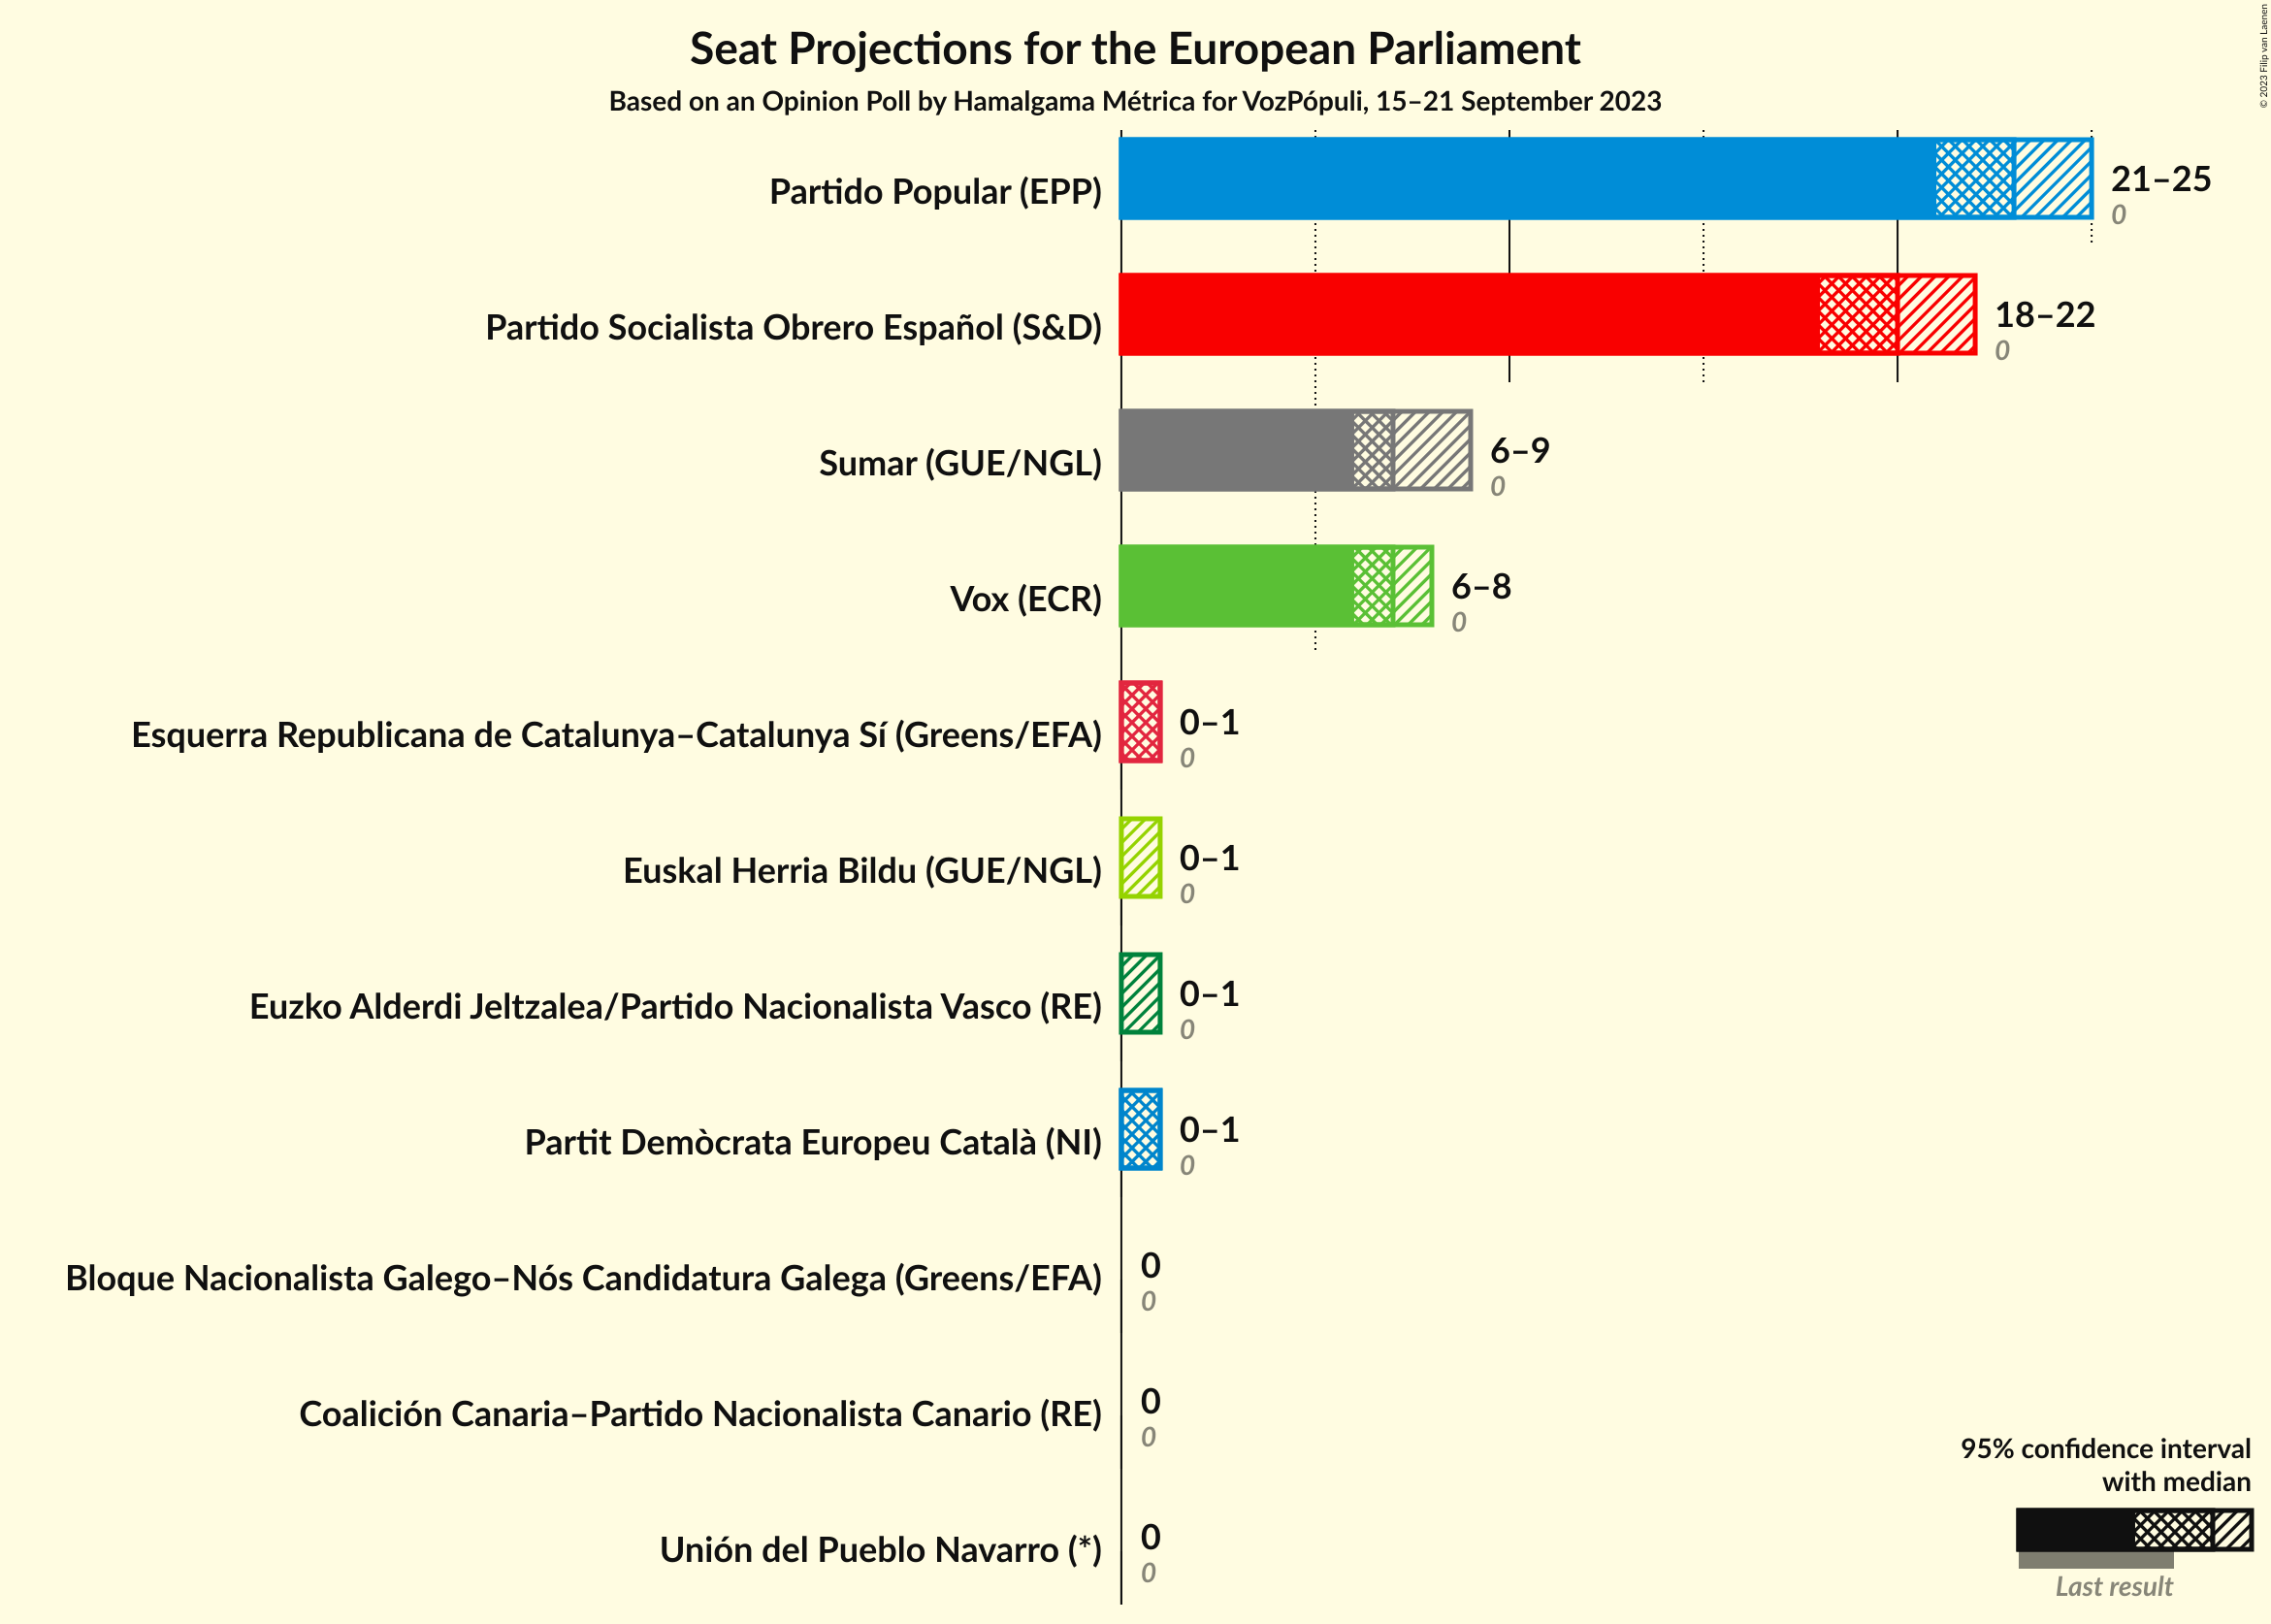 Seat Projections for the European Parliament
Based on an Opinion Poll by Hamalgama Métrica for VozPópuli, 15–21 September 2023
© 2023 Filip van Laenen
Partido Popular (EPP)
21–25
0
Partido Socialista Obrero Español (S&D)
18–22
0
Sumar (GUE/NGL)
6–9
0
Vox (ECR)
6–8
0
Esquerra Republicana de Catalunya–Catalunya Sí (Greens/EFA)
0–1
0
Euskal Herria Bildu (GUE/NGL)
0–1
0
Euzko Alderdi Jeltzalea/Partido Nacionalista Vasco (RE)
0–1
0
Partit Demòcrata Europeu Català (NI)
0–1
0
Bloque Nacionalista Galego–Nós Candidatura Galega (Greens/EFA)
0
0
Coalición Canaria–Partido Nacionalista Canario (RE)
0
0
Unión del Pueblo Navarro (*)
0
0
95% confidence interval
with median
Last result